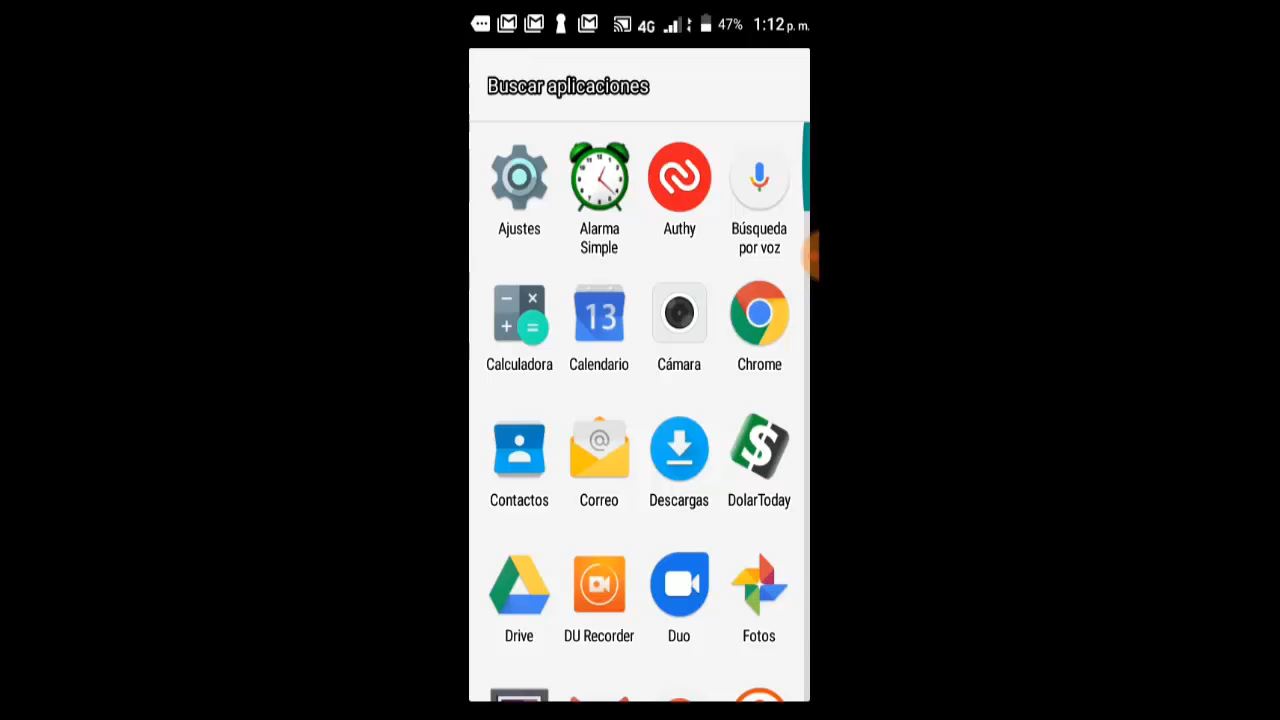 4G 47% 1:12 p. m.
Buscar aplicaciones
Ajustes Alarma Simple Authy Búsqueda por voz
13
Calculadora Calendario Cámara Chrome
Contactos Correo Descargas DolarToday
Drive DU Recorder Duo Fotos